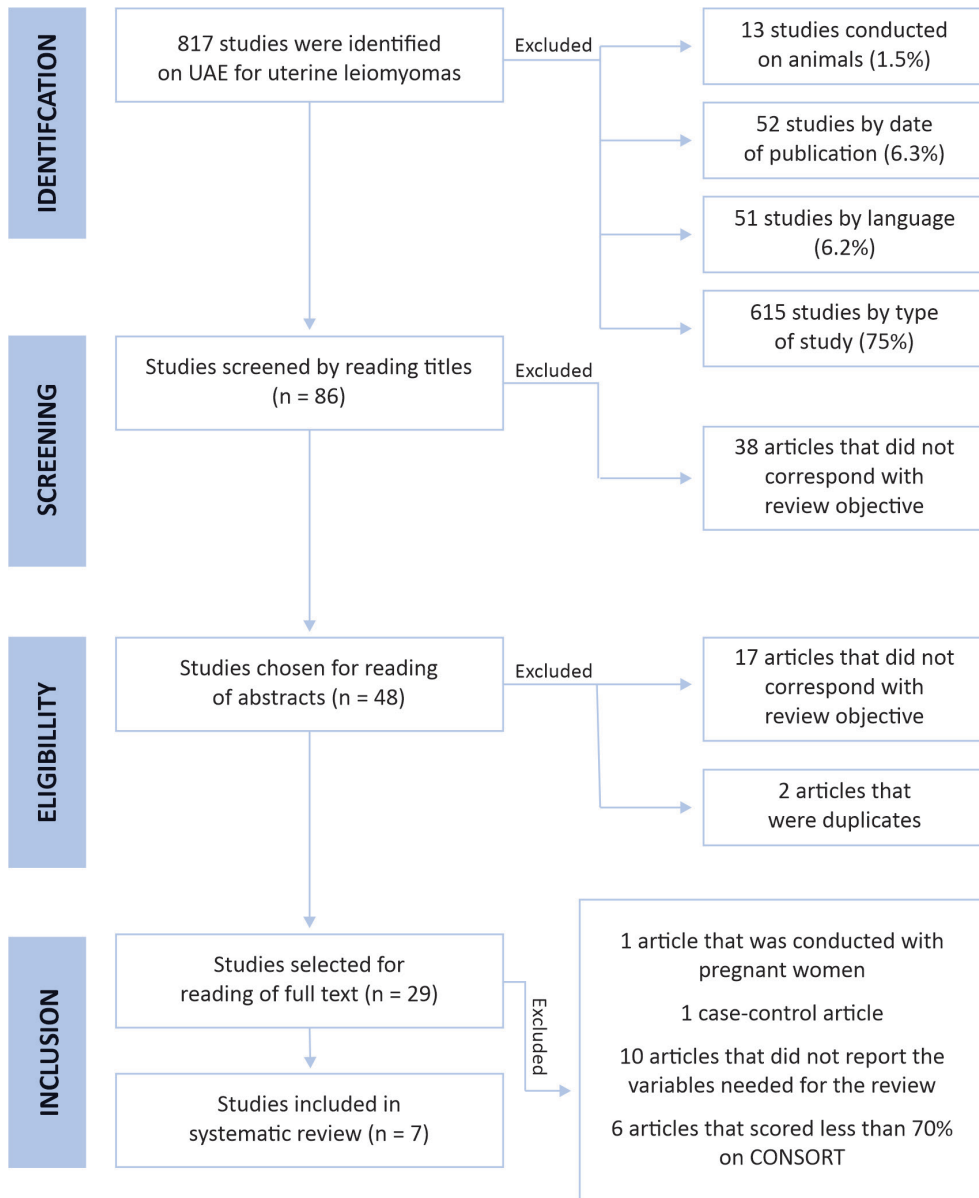 IDENTIFCATION
817 studies were identified
on UAE for uterine leiomyomas
Excluded
13 studies conducted
on animals (1.5%)
52 studies by date
of publication (6.3%)
51 studies by language
(6.2%)
615 studies by type
of study (75%)
SCREENING
Studies screened by reading titles
(n = 86)
Excluded
38 articles that did not
correspond with
review objective
ELIGIBILLITY
Studies chosen for reading
of abstracts (n = 48)
Excluded
17 articles that did not
correspond with
review objective
2 articles that
were duplicates
INCLUSION
Studies selected for
reading of full text (n = 29)
Excluded
1 article that was conducted with
pregnant women
1 case-control article
10 articles that did not report the
variables needed for the review
6 articles that scored less than 70%
on CONSORT
Studies included in
systematic review (n = 7)